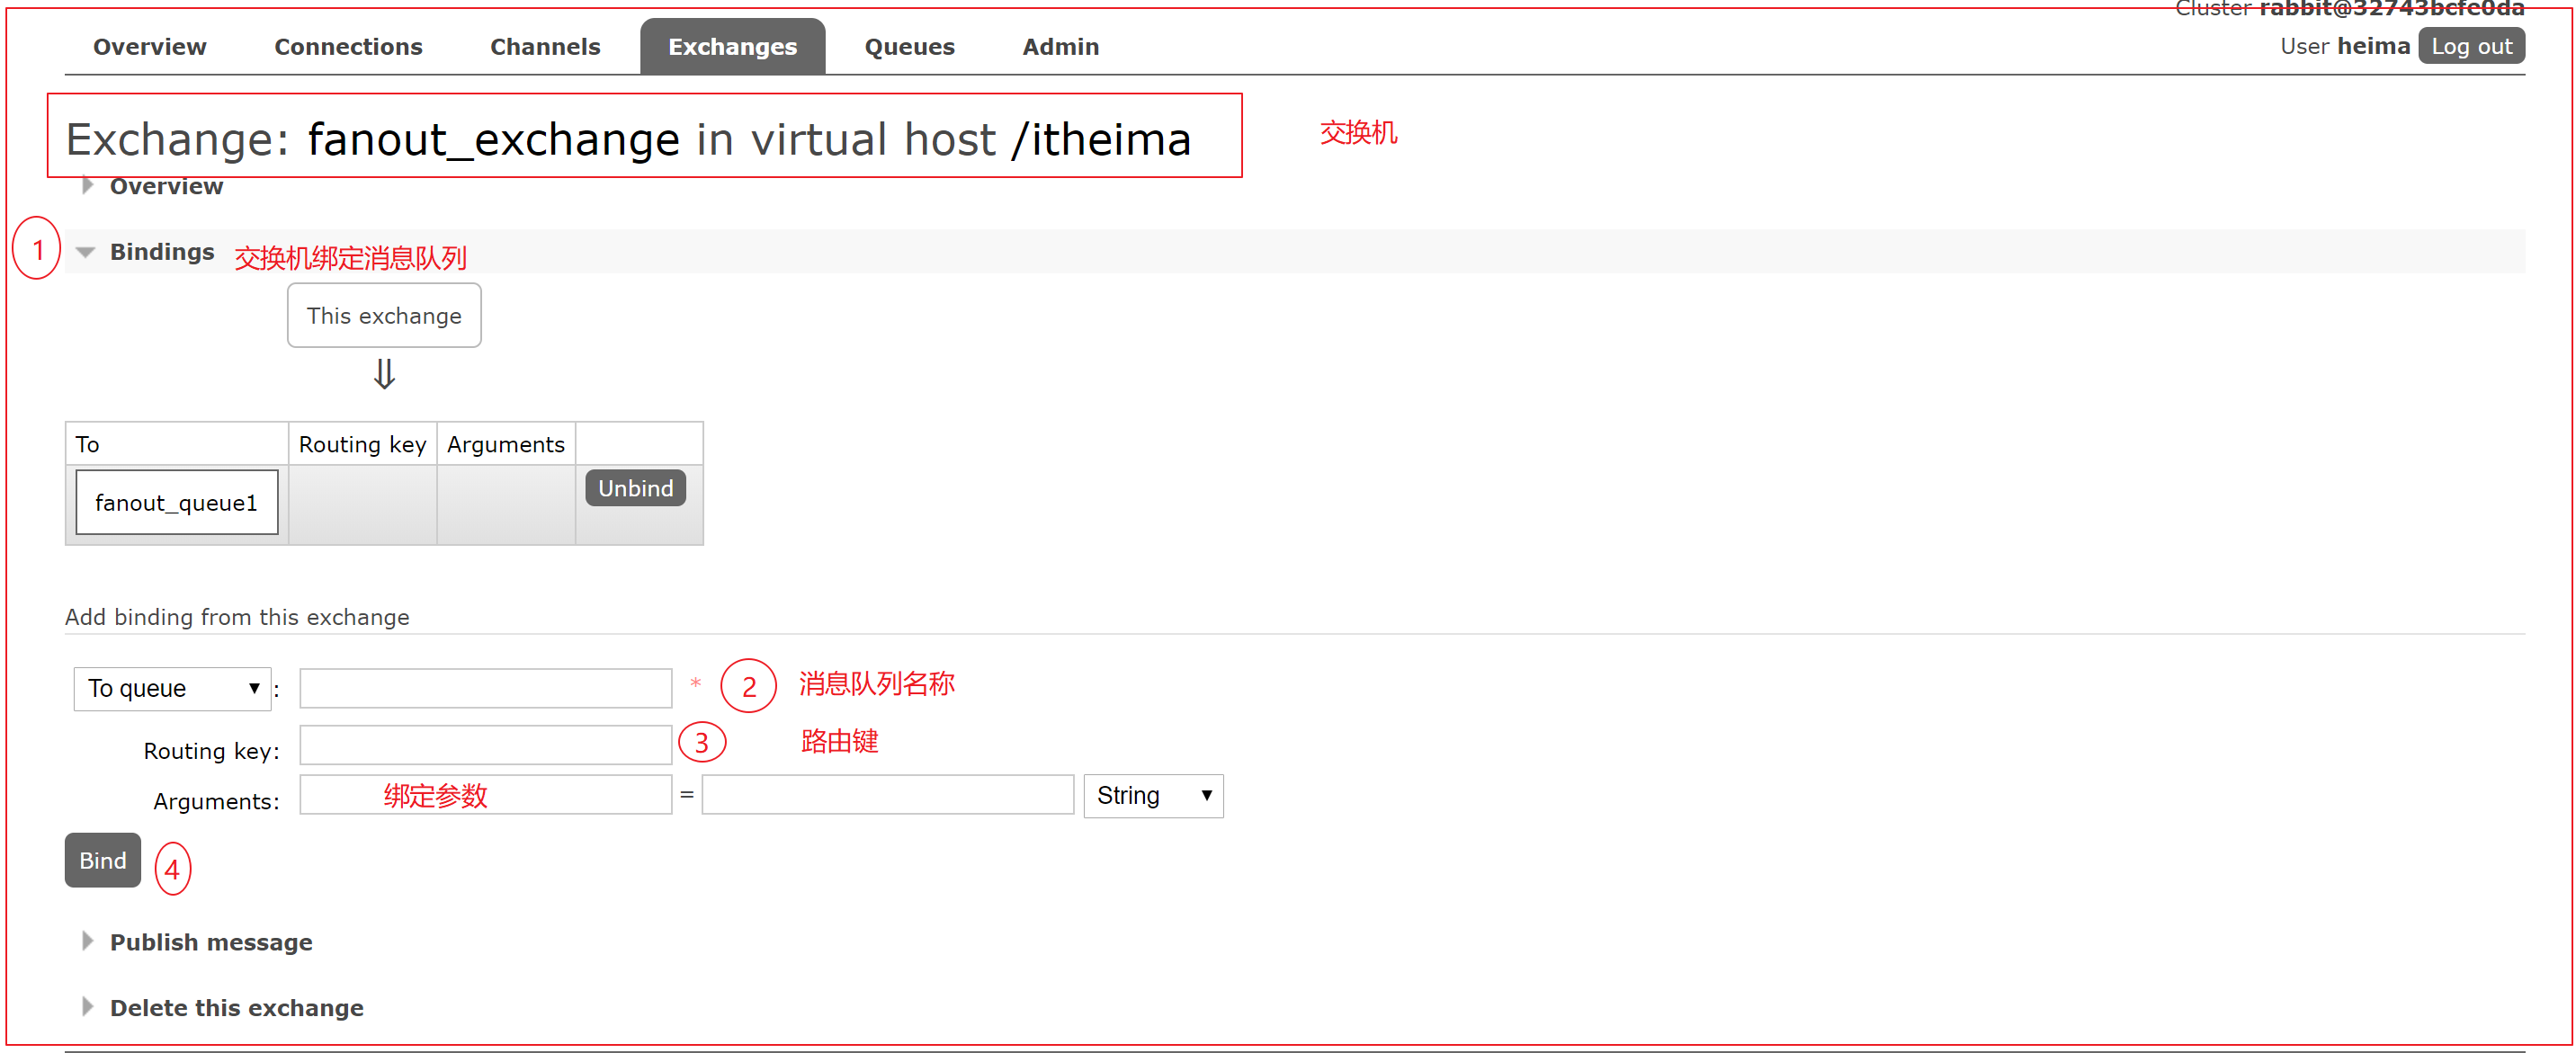 Cluster rabbit@32743bcfe0da
Overview Connections Channels Exchanges Queues Admin
User heima Log out
Exchange: fanout_exchange in virtual host /itheima 交换机
Overview
1 Bindings 交换机绑定消息队列
This exchange
⇓
To Routing key Arguments
fanout_queue1 Unbind
Add binding from this exchange
To queue ▼ : * 2 消息队列名称
Routing key: 3 路由键
Arguments: 绑定参数 = String ▼
Bind 4
Publish message
Delete this exchange